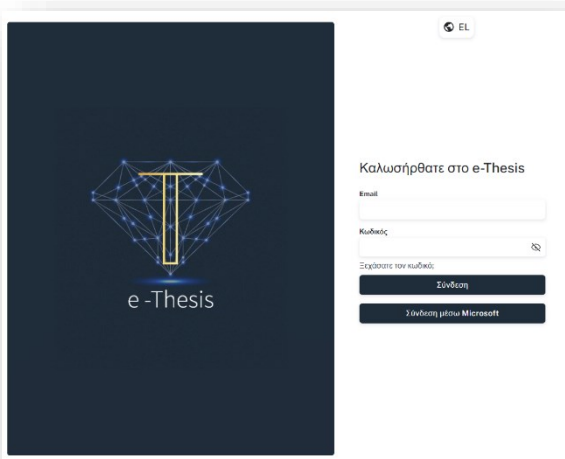 EL
e -Thesis
Καλωσήρθατε στο e-Thesis
Email
Κωδικός
Ξεχάσατε τον κωδικό;
Σύνδεση
Σύνδεση μέσω Microsoft